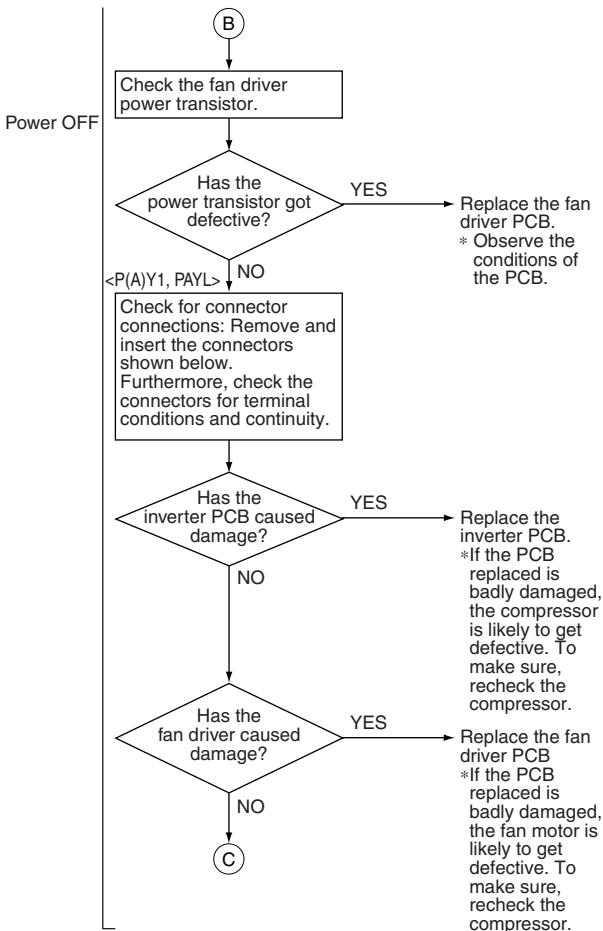 B
Check the fan driver
power transistor.
Power OFF
Has the
power transistor got
defective?
YES
Replace the fan
driver PCB.
* Observe the
conditions of
the PCB.
NO
<P(A)Y1, PAYL>
Check for connector
connections: Remove and
insert the connectors
shown below.
Furthermore, check the
connectors for terminal
conditions and continuity.
Has the
inverter PCB caused
damage?
YES
Replace the
inverter PCB.
*If the PCB
replaced is
badly damaged,
the compressor
is likely to get
defective. To
make sure,
recheck the
compressor.
NO
Has the
fan driver caused
damage?
YES
Replace the fan
driver PCB
*If the PCB
replaced is
badly damaged,
the fan motor is
likely to get
defective. To
make sure,
recheck the
compressor.
NO
C